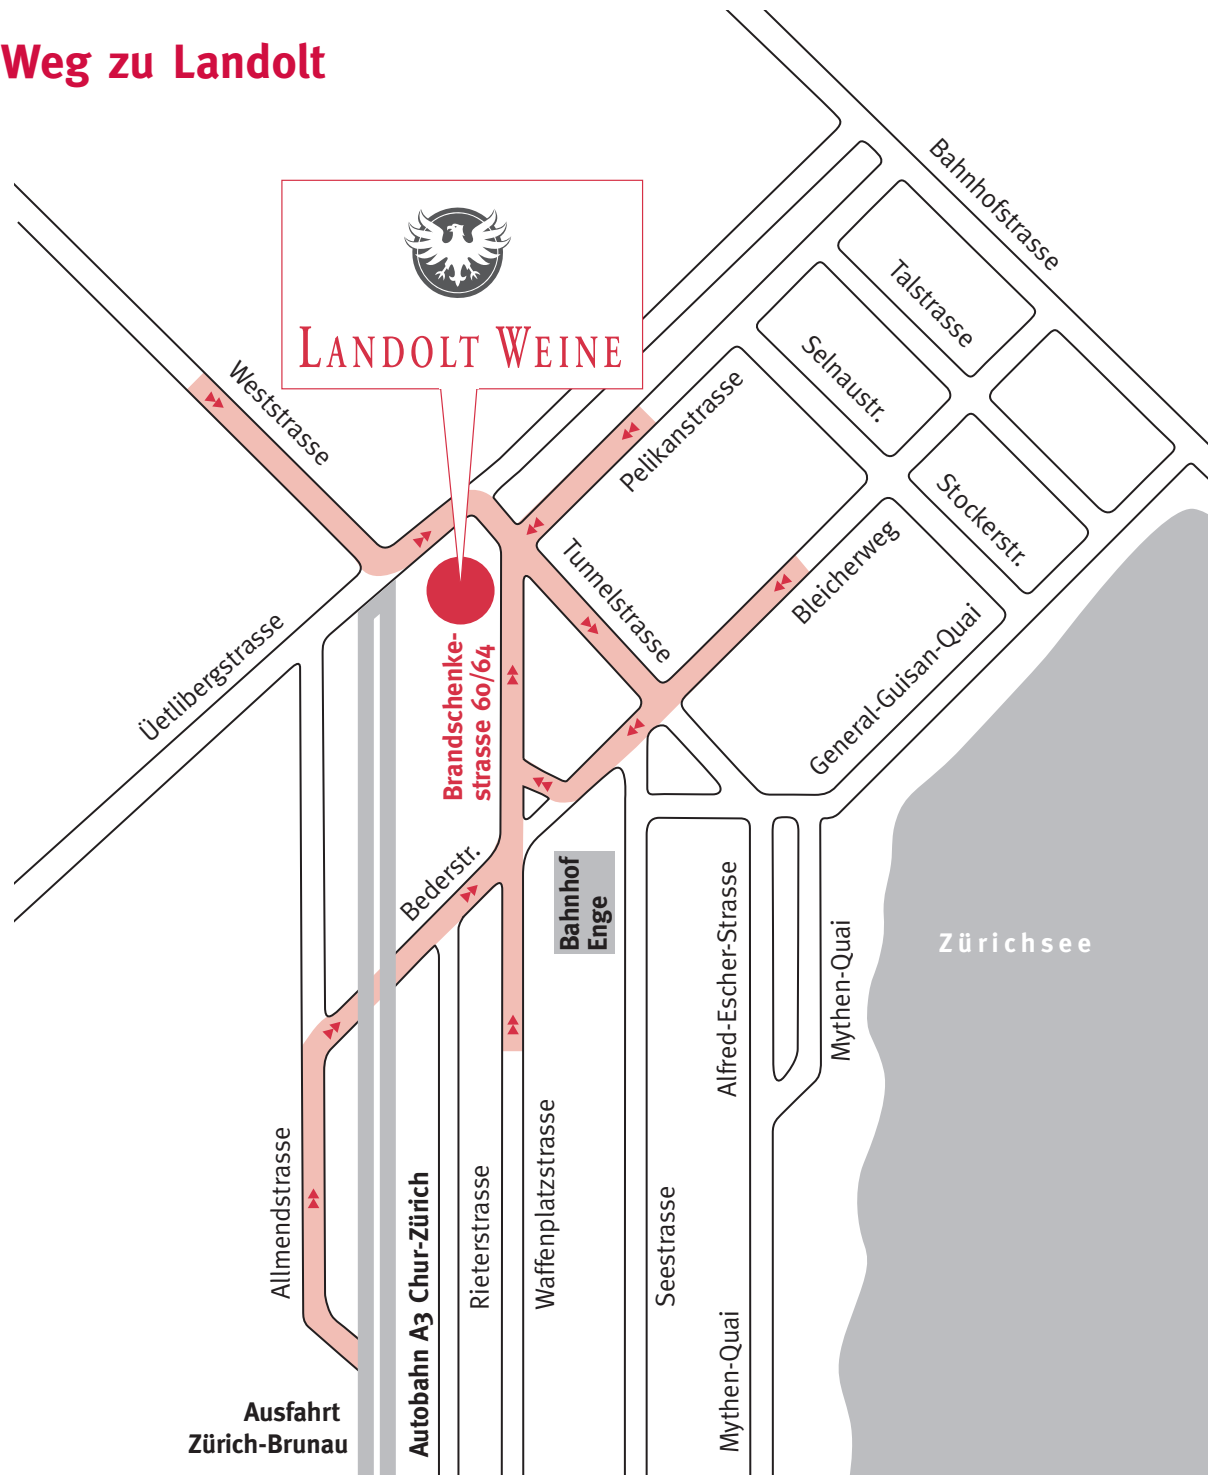 Weg zu Landolt
Bahnhofstrasse
Talstrasse
LANDOLT WEINE
Selnaustr.
Weststrasse
Pelikanstrasse
Stockerstr.
Tunnelstrasse
Bleicherweg
Üetlibergstrasse
General-Guisan-Quai
Brandschenke-
strasse 60/64
Bederstr.
Bahnhof
Enge
Alfred-Escher-Strasse
Mythen-Quai
Zürichsee
Allmendstrasse
Autobahn A3 Chur-Zürich
Rieterstrasse
Waffenplatzstrasse
Seestrasse
Mythen-Quai
Ausfahrt
Zürich-Brunau